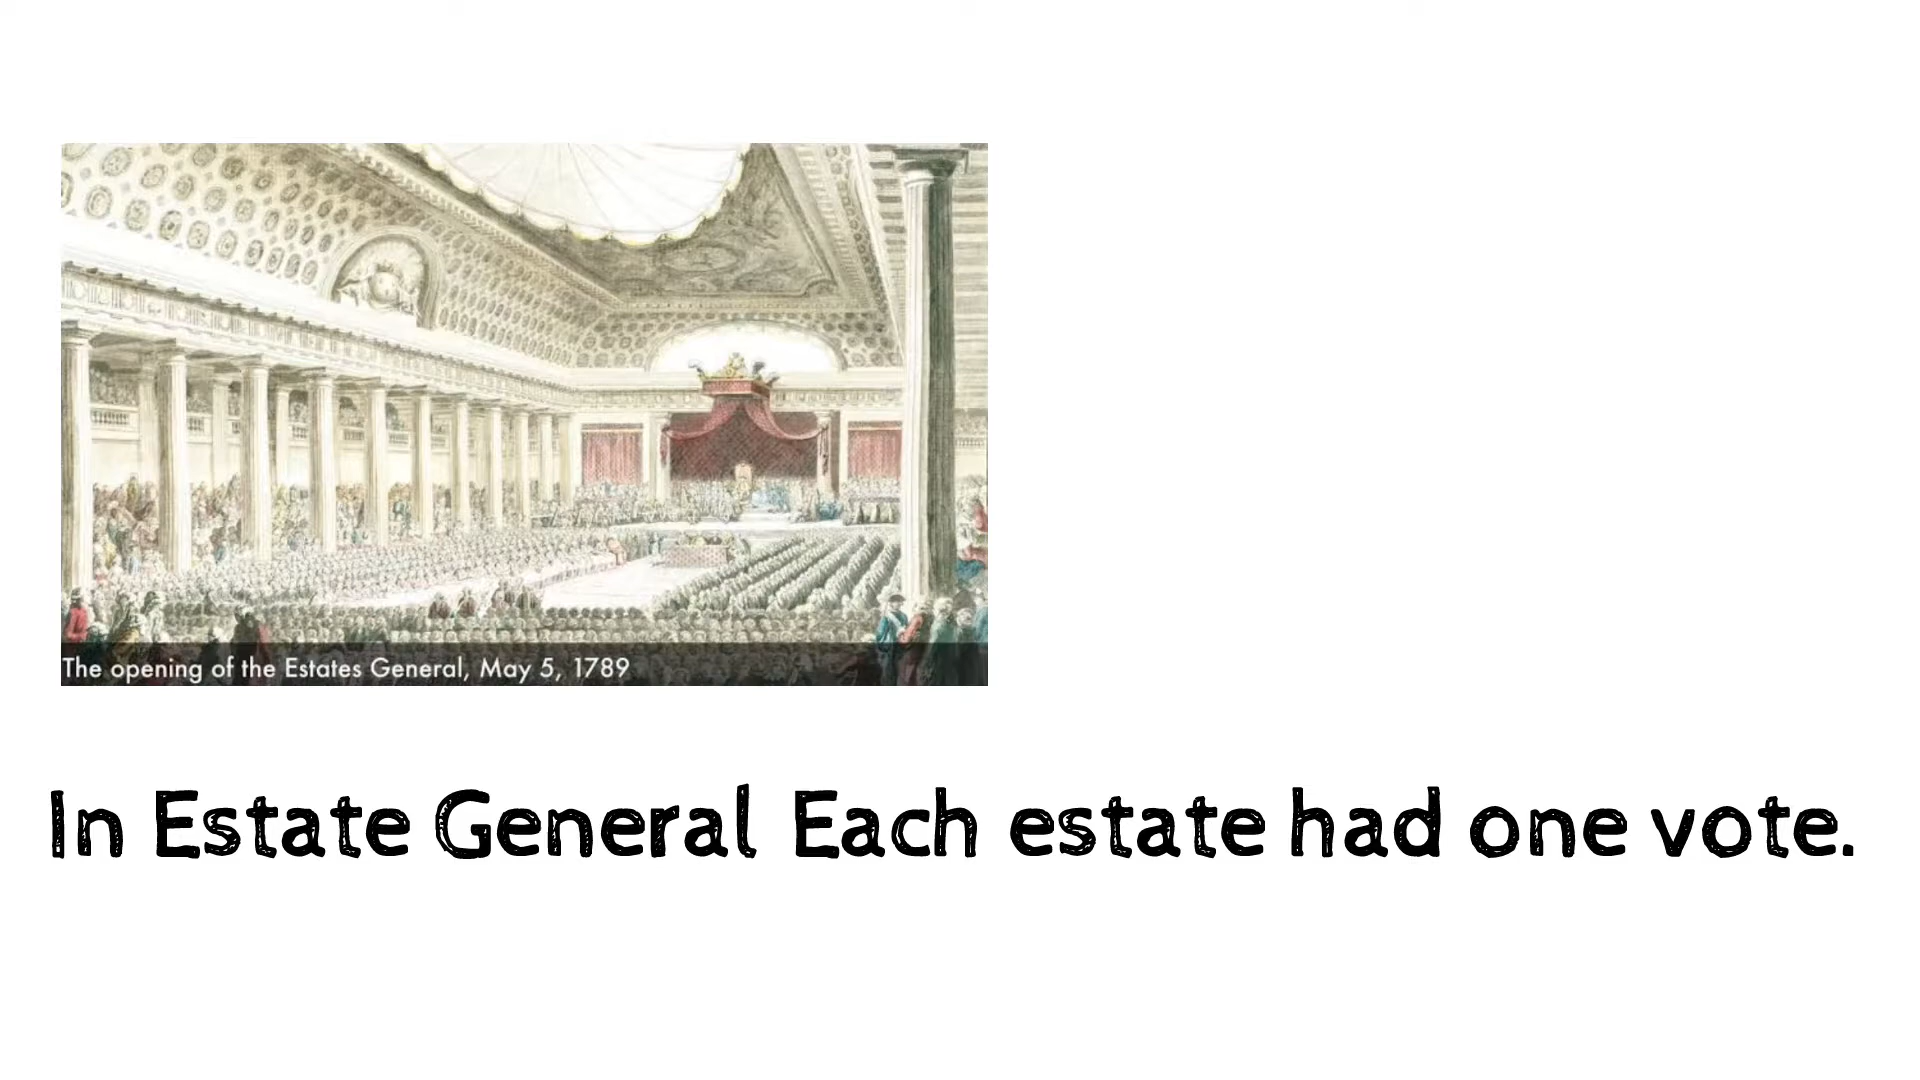 The opening of the Estates General, May 5, 1789
In Estate General Each estate had one vote.